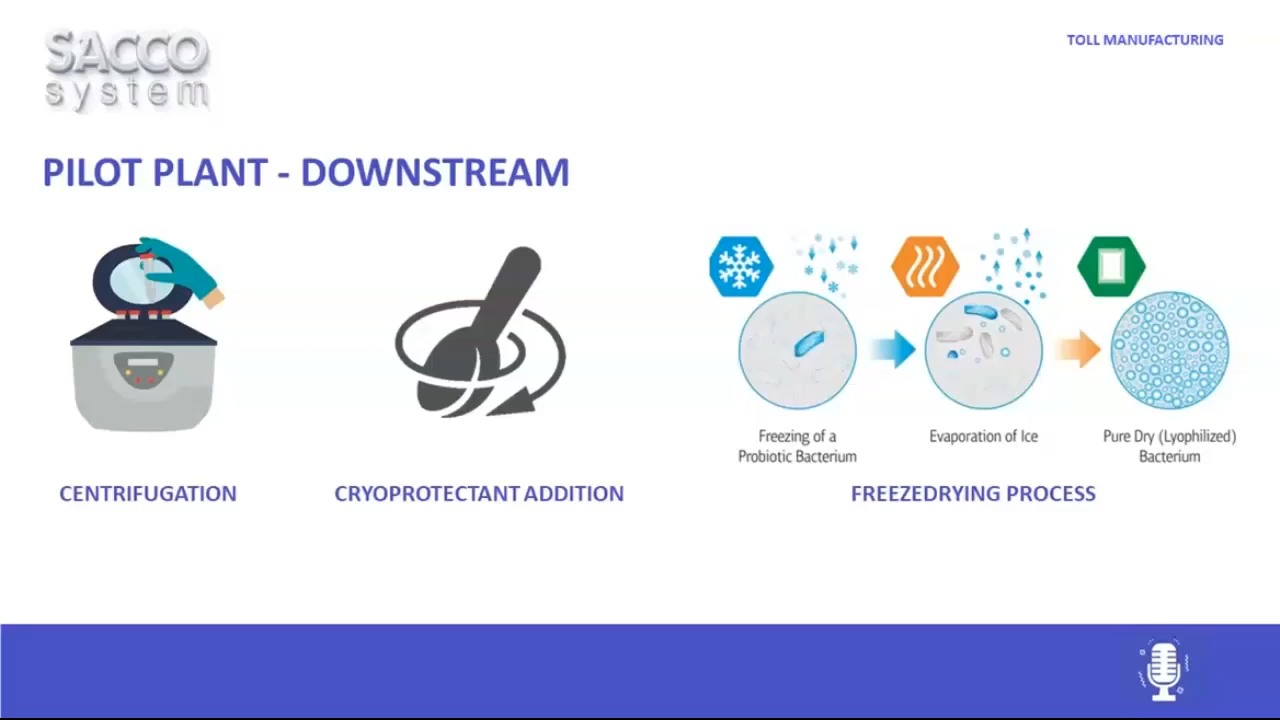 SACCO
system
TOLL MANUFACTURING
PILOT PLANT - DOWNSTREAM
Freezing of a
Probiotic Bacterium
Evaporation of Ice
Pure Dry (Lyophilized)
Bacterium
CENTRIFUGATION
CRYOPROTECTANT ADDITION
FREEZEDRYING PROCESS